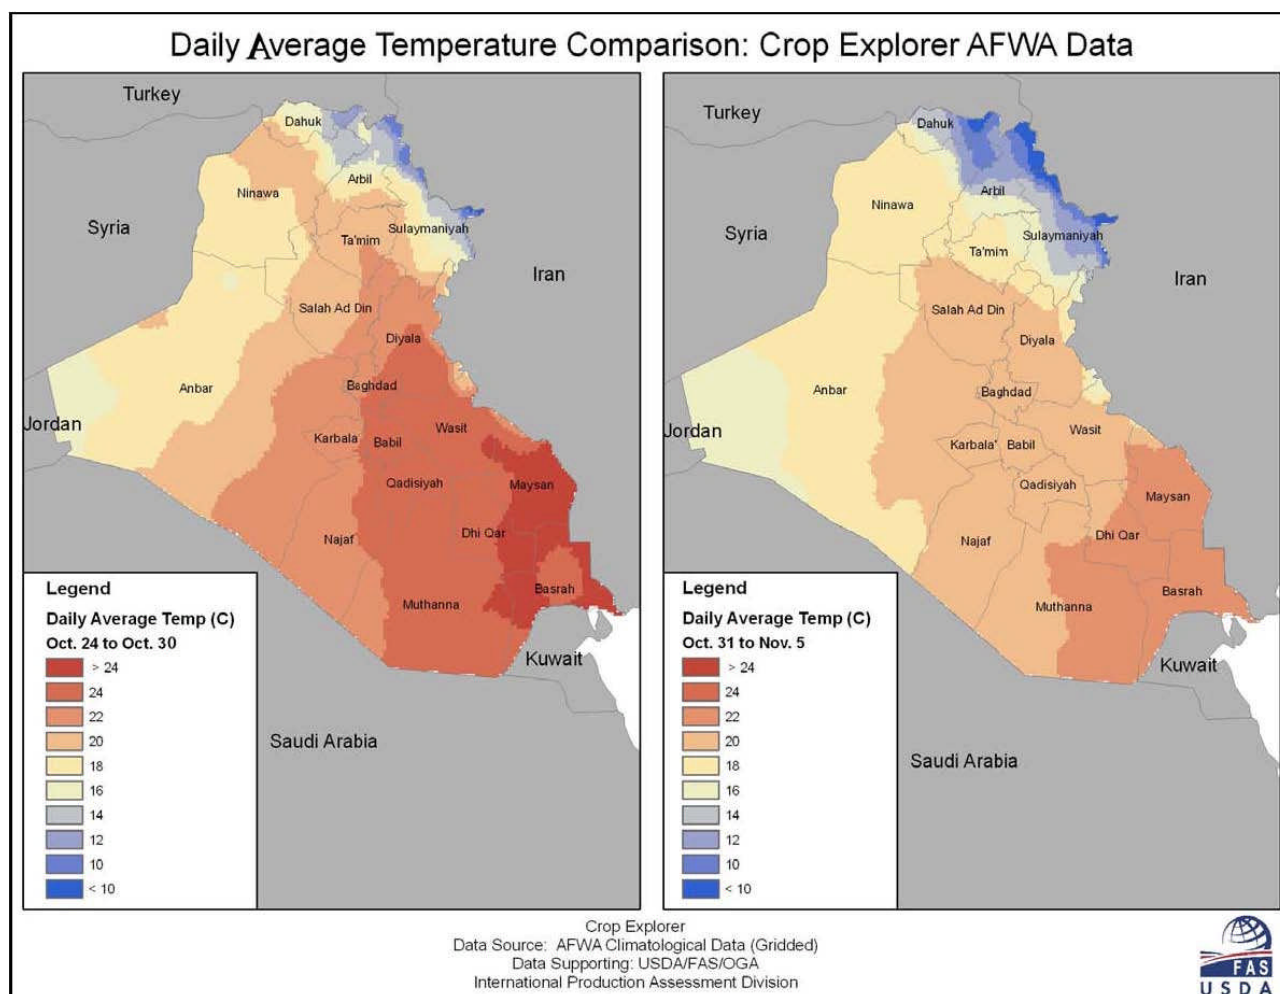 Daily Average Temperature Comparison: Crop Explorer AFWA Data
Turkey
Dahuk
Arbil
Ninawa
Syria
Sulaymaniyah
Ta'mim
Iran
Salah Ad Din
Diyala
Anbar
Baghdad
Jordan
Karbala'
Babil
Wasit
Qadisiyah
Maysan
Najaf
Dhi Qar
Basrah
Muthanna
Kuwait
Saudi Arabia
Legend
Daily Average Temp (C)
Oct. 24 to Oct. 30
> 24
24
22
20
18
16
14
12
10
< 10
Turkey
Dahuk
Arbil
Ninawa
Syria
Sulaymaniyah
Ta'mim
Iran
Salah Ad Din
Diyala
Anbar
Baghdad
Jordan
Karbala'
Babil
Wasit
Qadisiyah
Maysan
Najaf
Dhi Qar
Basrah
Muthanna
Kuwait
Saudi Arabia
Legend
Daily Average Temp (C)
Oct. 31 to Nov. 5
> 24
24
22
20
18
16
14
12
10
< 10
Crop Explorer
Data Source: AFWA Climatological Data (Gridded)
Data Supporting: USDA/FAS/OGA
International Production Assessment Division
FAS
USDA